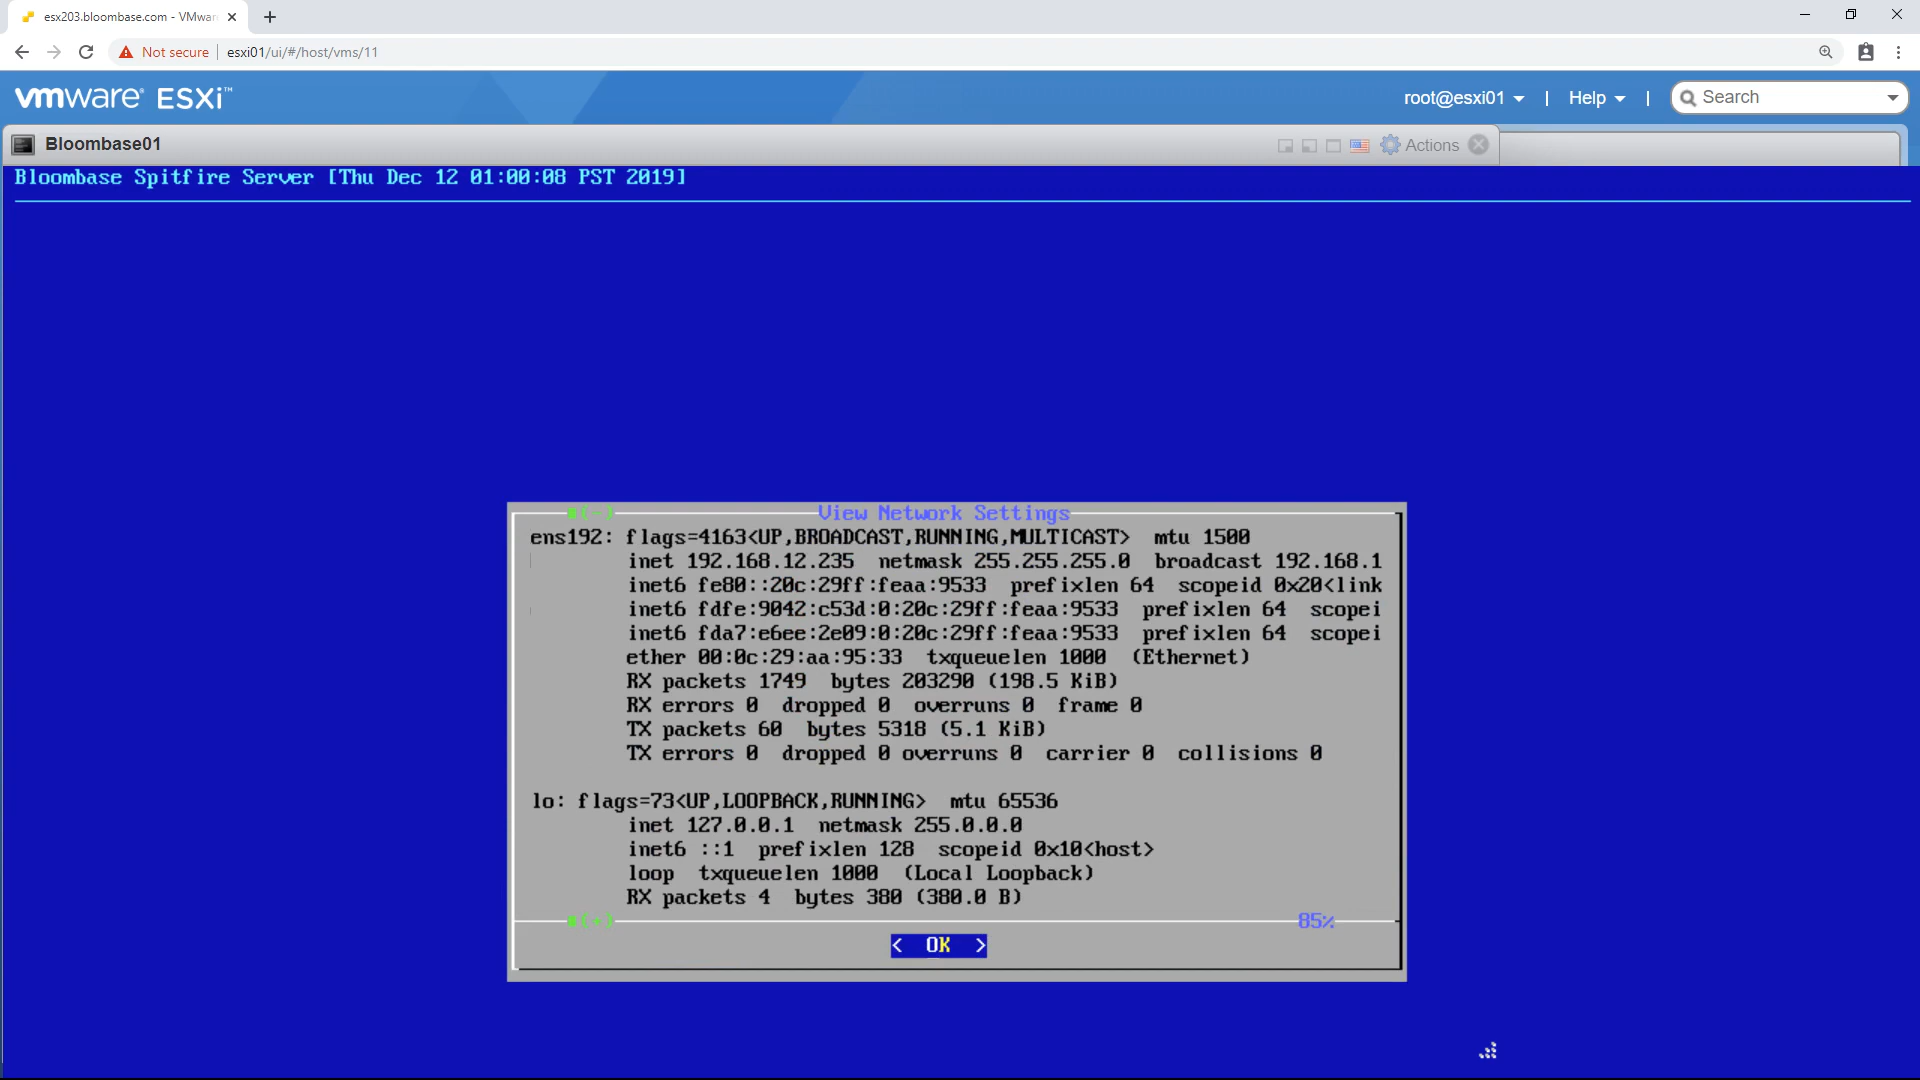 esx203.bloombase.com - VMwar
Not secure
esxi01/ui/#/host/vms/11
vmware® ESXi™
root@esxi01
|
Help
|
Search
Bloombase01
Actions
Bloombase Spitfire Server [Thu Dec 12 01:00:08 PST 2019]
(-)
View Network Settings
ens192: flags=4163<UP,BROADCAST,RUNNING,MULTICAST>  mtu 1500
inet 192.168.12.235  netmask 255.255.255.0  broadcast 192.168.1
inet6 fe80::20c:29ff:feaa:9533  prefixlen 64  scopeid 0x20<link
inet6 fdfe:9042:c53d:0:20c:29ff:feaa:9533  prefixlen 64  scopei
inet6 fda7:e6ee:2e09:0:20c:29ff:feaa:9533  prefixlen 64  scopei
ether 00:0c:29:aa:95:33  txqueuelen 1000  (Ethernet)
RX packets 1749  bytes 203290 (198.5 KiB)
RX errors 0  dropped 0  overruns 0  frame 0
TX packets 60  bytes 5318 (5.1 KiB)
TX errors 0  dropped 0 overruns 0  carrier 0  collisions 0
lo: flags=73<UP,LOOPBACK,RUNNING>  mtu 65536
inet 127.0.0.1  netmask 255.0.0.0
inet6 ::1  prefixlen 128  scopeid 0x10<host>
loop  txqueuelen 1000  (Local Loopback)
RX packets 4  bytes 380 (380.0 B)
(+)
85%
<  OK  >